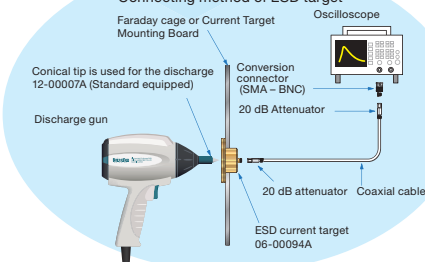 Connecting method of ESD target
Faraday cage or Current Target
Mounting Board
Oscilloscope
Conical tip is used for the discharge
12-00007A (Standard equipped)
Conversion
connector
(SMA – BNC)
20 dB Attenuator
Discharge gun
20 dB attenuator
Coaxial cable
ESD current target
06-00094A